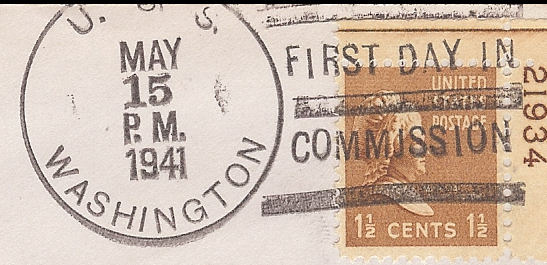 U. S. S.
MAY
15
P. M.
1941
WASHINGTON
FIRST DAY IN
COMMISSION
UNITED
STATES
POSTAGE
1½ CENTS 1½
21934